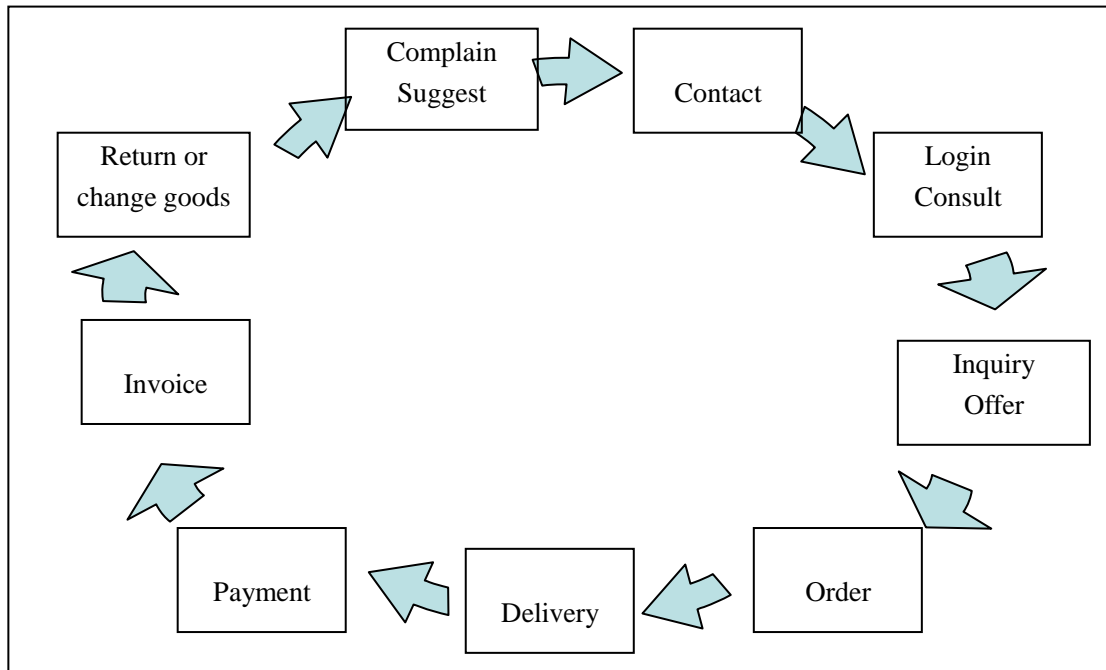 Complain
Suggest
Contact
Login
Consult
Inquiry
Offer
Order
Delivery
Payment
Invoice
Return or
change goods